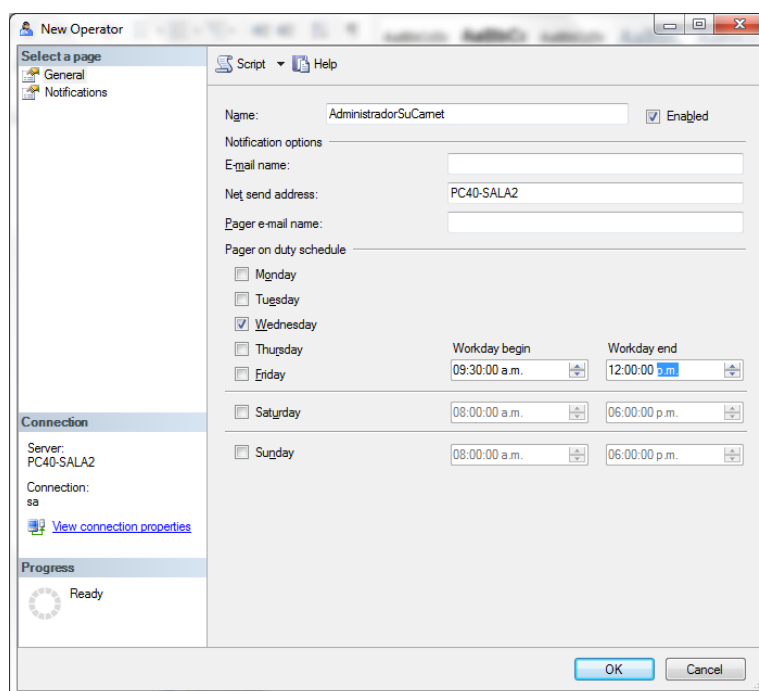 New Operator
Select a page
General
Notifications
Script Help
Name: AdministradorSuCarnet Enabled
Notification options
E-mail name:
Net send address: PC40-SALA2
Pager e-mail name:
Pager on duty schedule
Monday
Tuesday
Wednesday
Thursday Workday begin Workday end
Friday 09:30:00 a.m. 12:00:00 p.m.
Saturday 08:00:00 a.m. 06:00:00 p.m.
Sunday 08:00:00 a.m. 06:00:00 p.m.
Connection
Server:
PC40-SALA2
Connection:
sa
View connection properties
Progress
Ready
OK Cancel